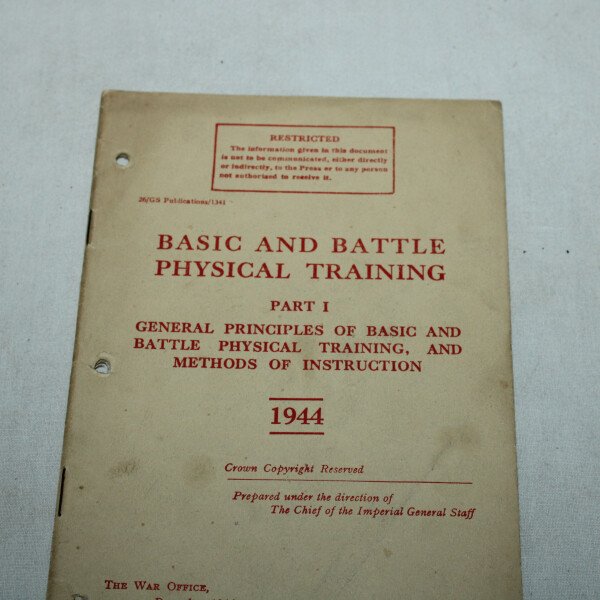 RESTRICTED
The information given in this document
is not to be communicated, either directly
or indirectly, to the Press or to any person
not authorized to receive it.
26/GS Publications/1341
BASIC AND BATTLE
PHYSICAL TRAINING
PART I
GENERAL PRINCIPLES OF BASIC AND
BATTLE PHYSICAL TRAINING, AND
METHODS OF INSTRUCTION
1944
Crown Copyright Reserved
Prepared under the direction of
The Chief of the Imperial General Staff
THE WAR OFFICE,